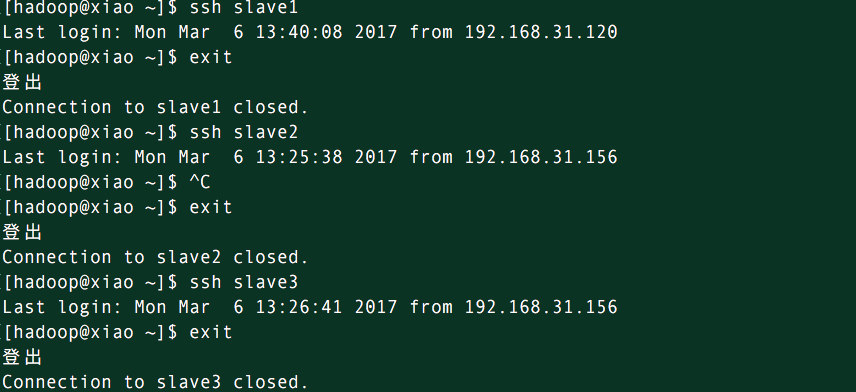 [hadoop@xiao ~]$ ssh slave1
Last login: Mon Mar  6 13:40:08 2017 from 192.168.31.120
[hadoop@xiao ~]$ exit
登出
Connection to slave1 closed.
[hadoop@xiao ~]$ ssh slave2
Last login: Mon Mar  6 13:25:38 2017 from 192.168.31.156
[hadoop@xiao ~]$ ^C
[hadoop@xiao ~]$ exit
登出
Connection to slave2 closed.
[hadoop@xiao ~]$ ssh slave3
Last login: Mon Mar  6 13:26:41 2017 from 192.168.31.156
[hadoop@xiao ~]$ exit
登出
Connection to slave3 closed.